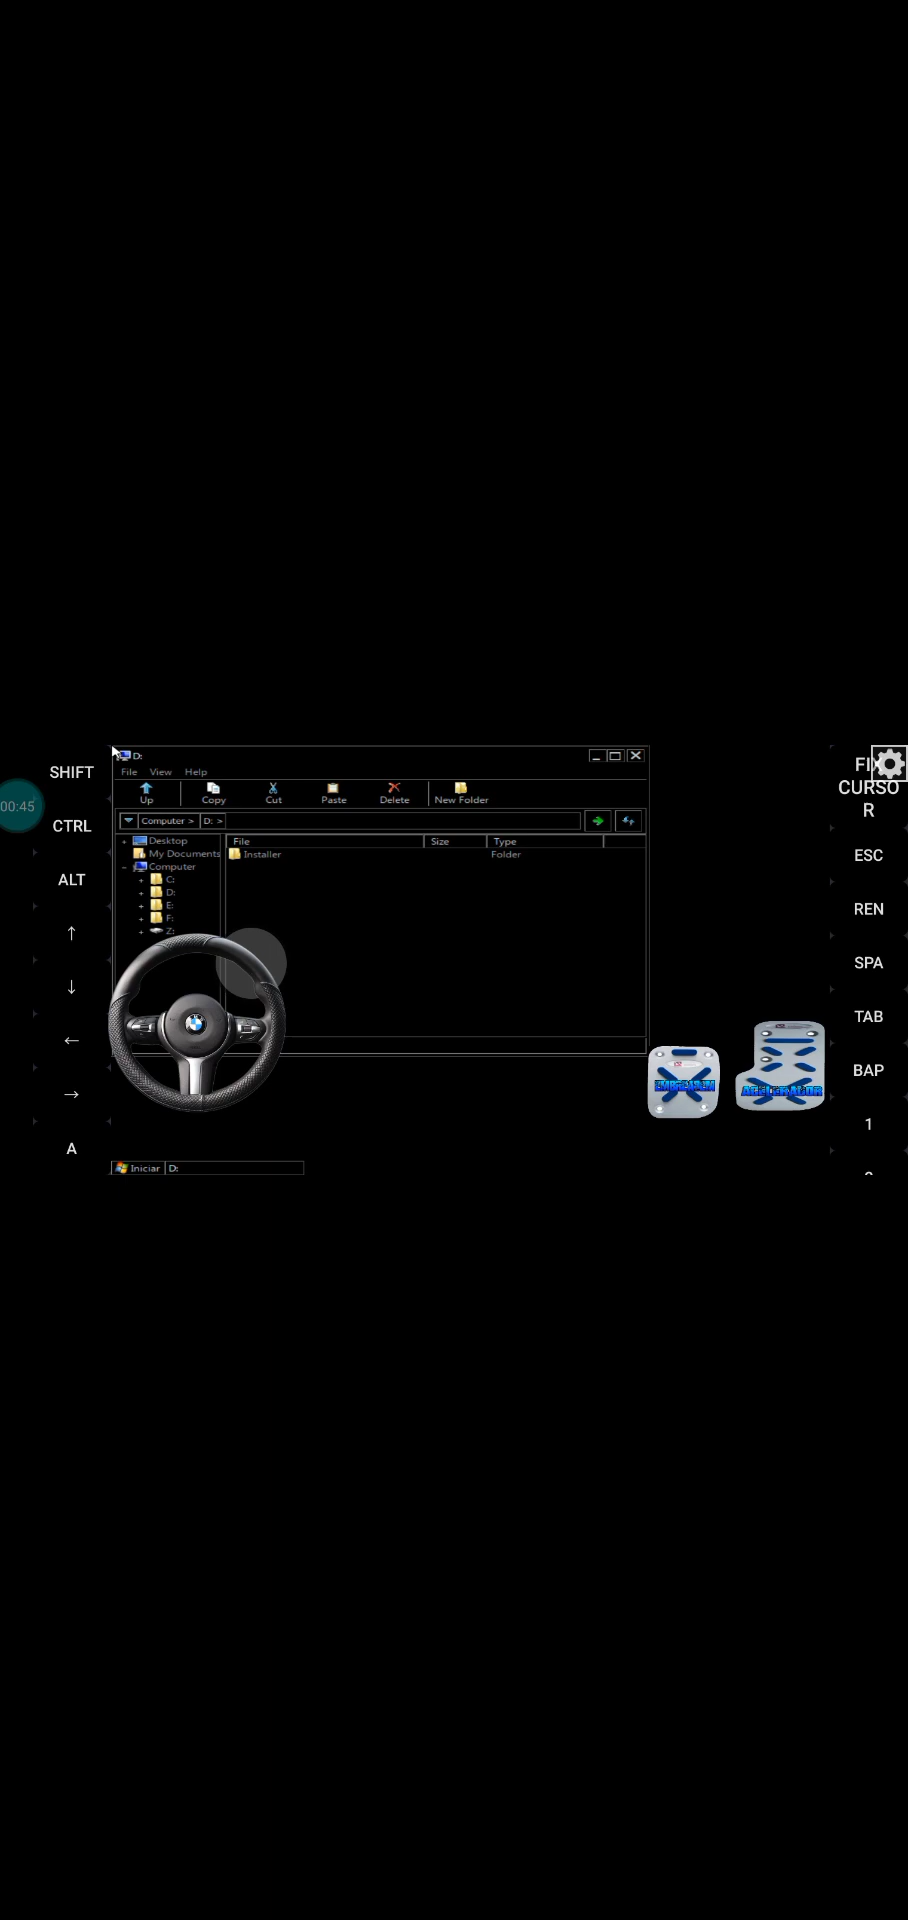 SHIFT
00:45
CTRL
ALT
↑
↓
←
→
A
D:
File View Help
Up Copy Cut Paste Delete New Folder
Computer > D: >
Desktop
My Documents
Computer
C:
D:
E:
F:
Z:
File Size Type
Installer Folder
ACELERADOR
Iniciar D:
CURSO
R
ESC
REN
SPA
TAB
BAP
1